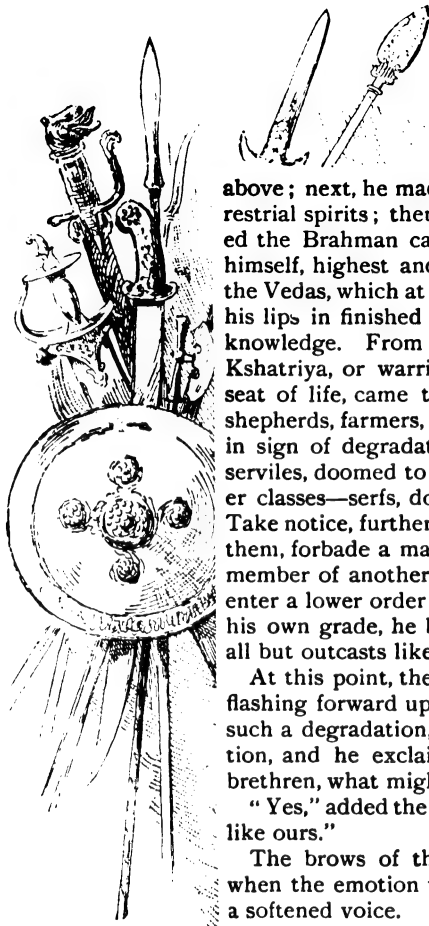 above; next, he mad
restrial spirits; ther
ed the Brahman ca
himself, highest and
the Vedas, which at
his lips in finished
knowledge. From
Kshatriya, or warri
seat of life, came t
shepherds, farmers,
in sign of degradat
serviles, doomed to
er classes—serfs, do
Take notice, further
them, forbade a ma
member of another
enter a lower order
his own grade, he b
all but outcasts like
At this point, the
flashing forward up
such a degradation,
tion, and he exclai
brethren, what migh
" Yes," added the
like ours."
The brows of th
when the emotion
a softened voice.